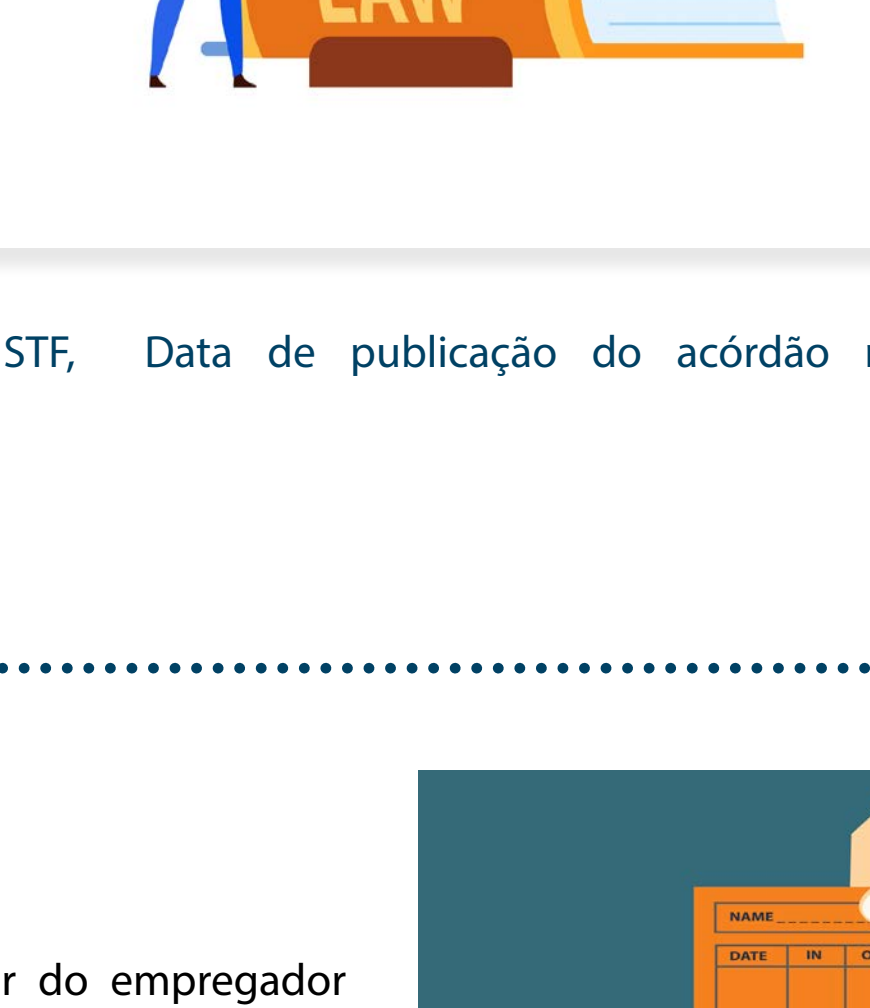 LAW
STF, Data de publicação do acórdão
do empregador
NAME
DATE IN